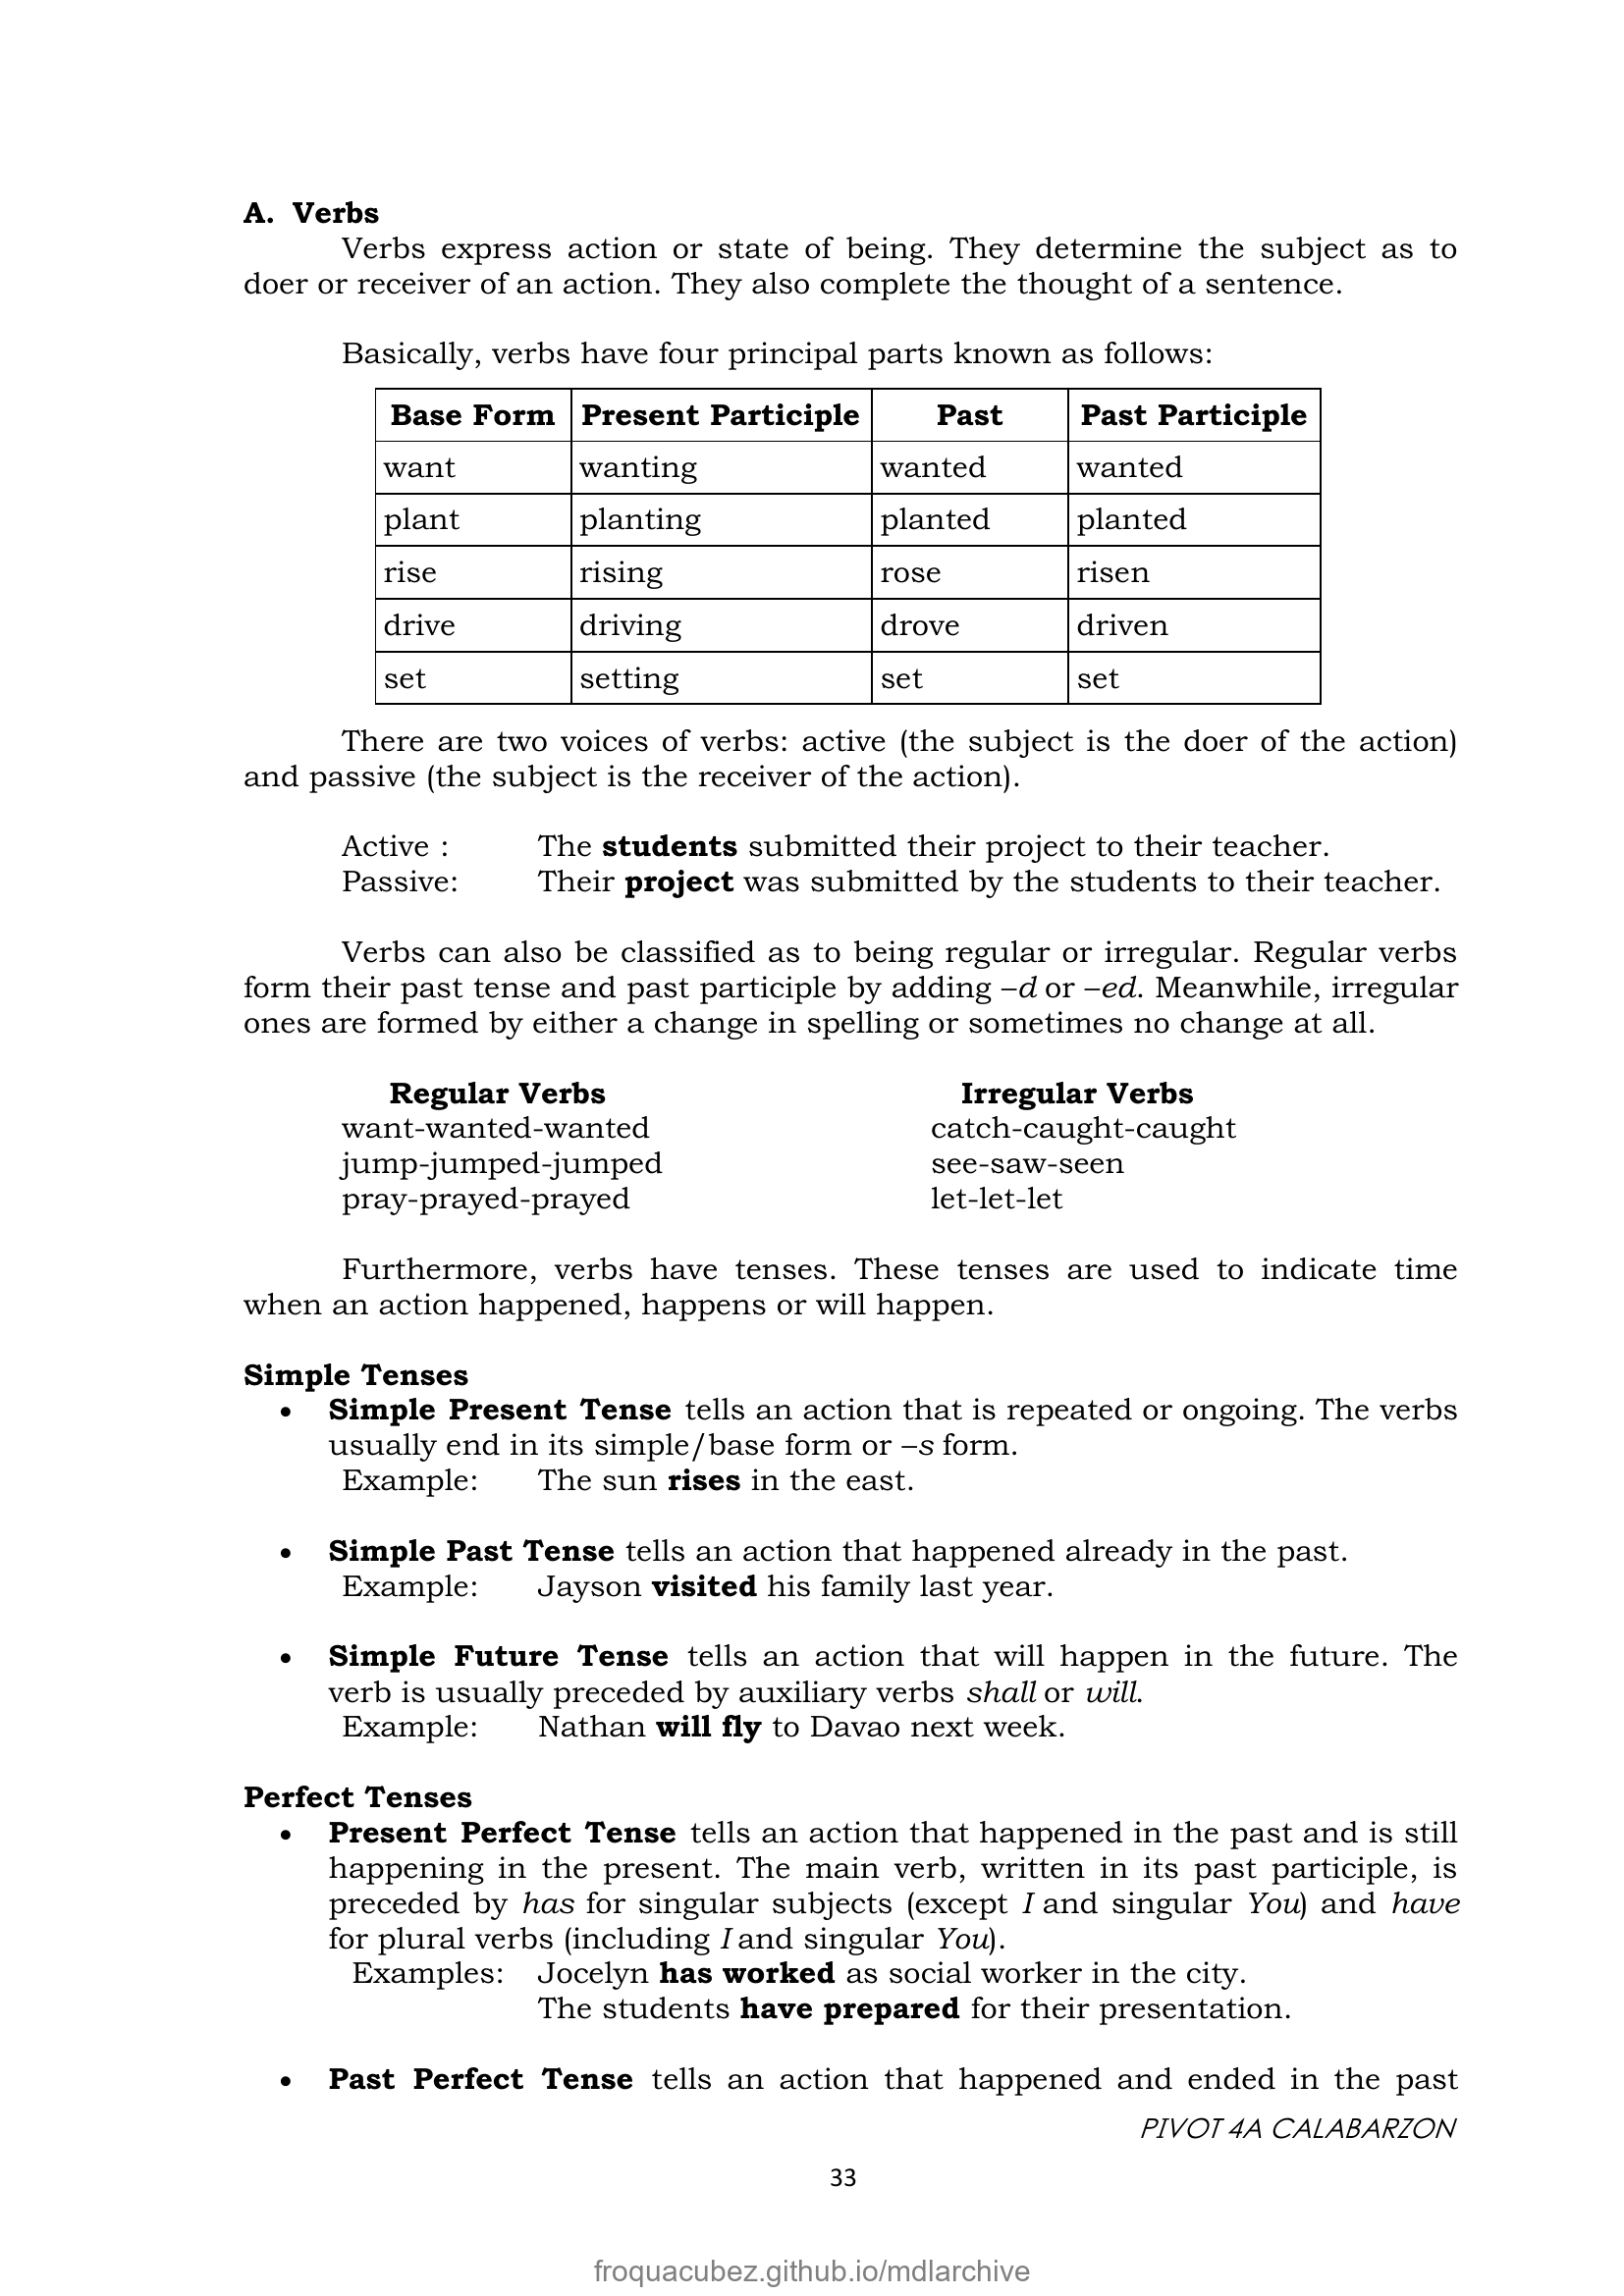 A. Verbs
Verbs express action or state of being. They determine the subject as to
doer or receiver of an action. They also complete the thought of a sentence.
Basically, verbs have four principal parts known as follows:
Base Form Present Participle Past Past Participle
want wanting wanted wanted
plant planting planted planted
rise rising rose risen
drive driving drove driven
set setting set set
There are two voices of verbs: active (the subject is the doer of the action)
and passive (the subject is the receiver of the action).
Active : The students submitted their project to their teacher.
Passive: Their project was submitted by the students to their teacher.
Verbs can also be classified as to being regular or irregular. Regular verbs
form their past tense and past participle by adding –d or –ed. Meanwhile, irregular
ones are formed by either a change in spelling or sometimes no change at all.
Regular Verbs Irregular Verbs
want-wanted-wanted catch-caught-caught
jump-jumped-jumped see-saw-seen
pray-prayed-prayed let-let-let
Furthermore, verbs have tenses. These tenses are used to indicate time
when an action happened, happens or will happen.
Simple Tenses
• Simple Present Tense tells an action that is repeated or ongoing. The verbs
usually end in its simple/base form or –s form.
Example: The sun rises in the east.
• Simple Past Tense tells an action that happened already in the past.
Example: Jayson visited his family last year.
• Simple Future Tense tells an action that will happen in the future. The
verb is usually preceded by auxiliary verbs shall or will.
Example: Nathan will fly to Davao next week.
Perfect Tenses
• Present Perfect Tense tells an action that happened in the past and is still
happening in the present. The main verb, written in its past participle, is
preceded by has for singular subjects (except I and singular You) and have
for plural verbs (including I and singular You).
Examples: Jocelyn has worked as social worker in the city.
The students have prepared for their presentation.
• Past Perfect Tense tells an action that happened and ended in the past
PIVOT 4A CALABARZON
33
froquacubez.github.io/mdlarchive